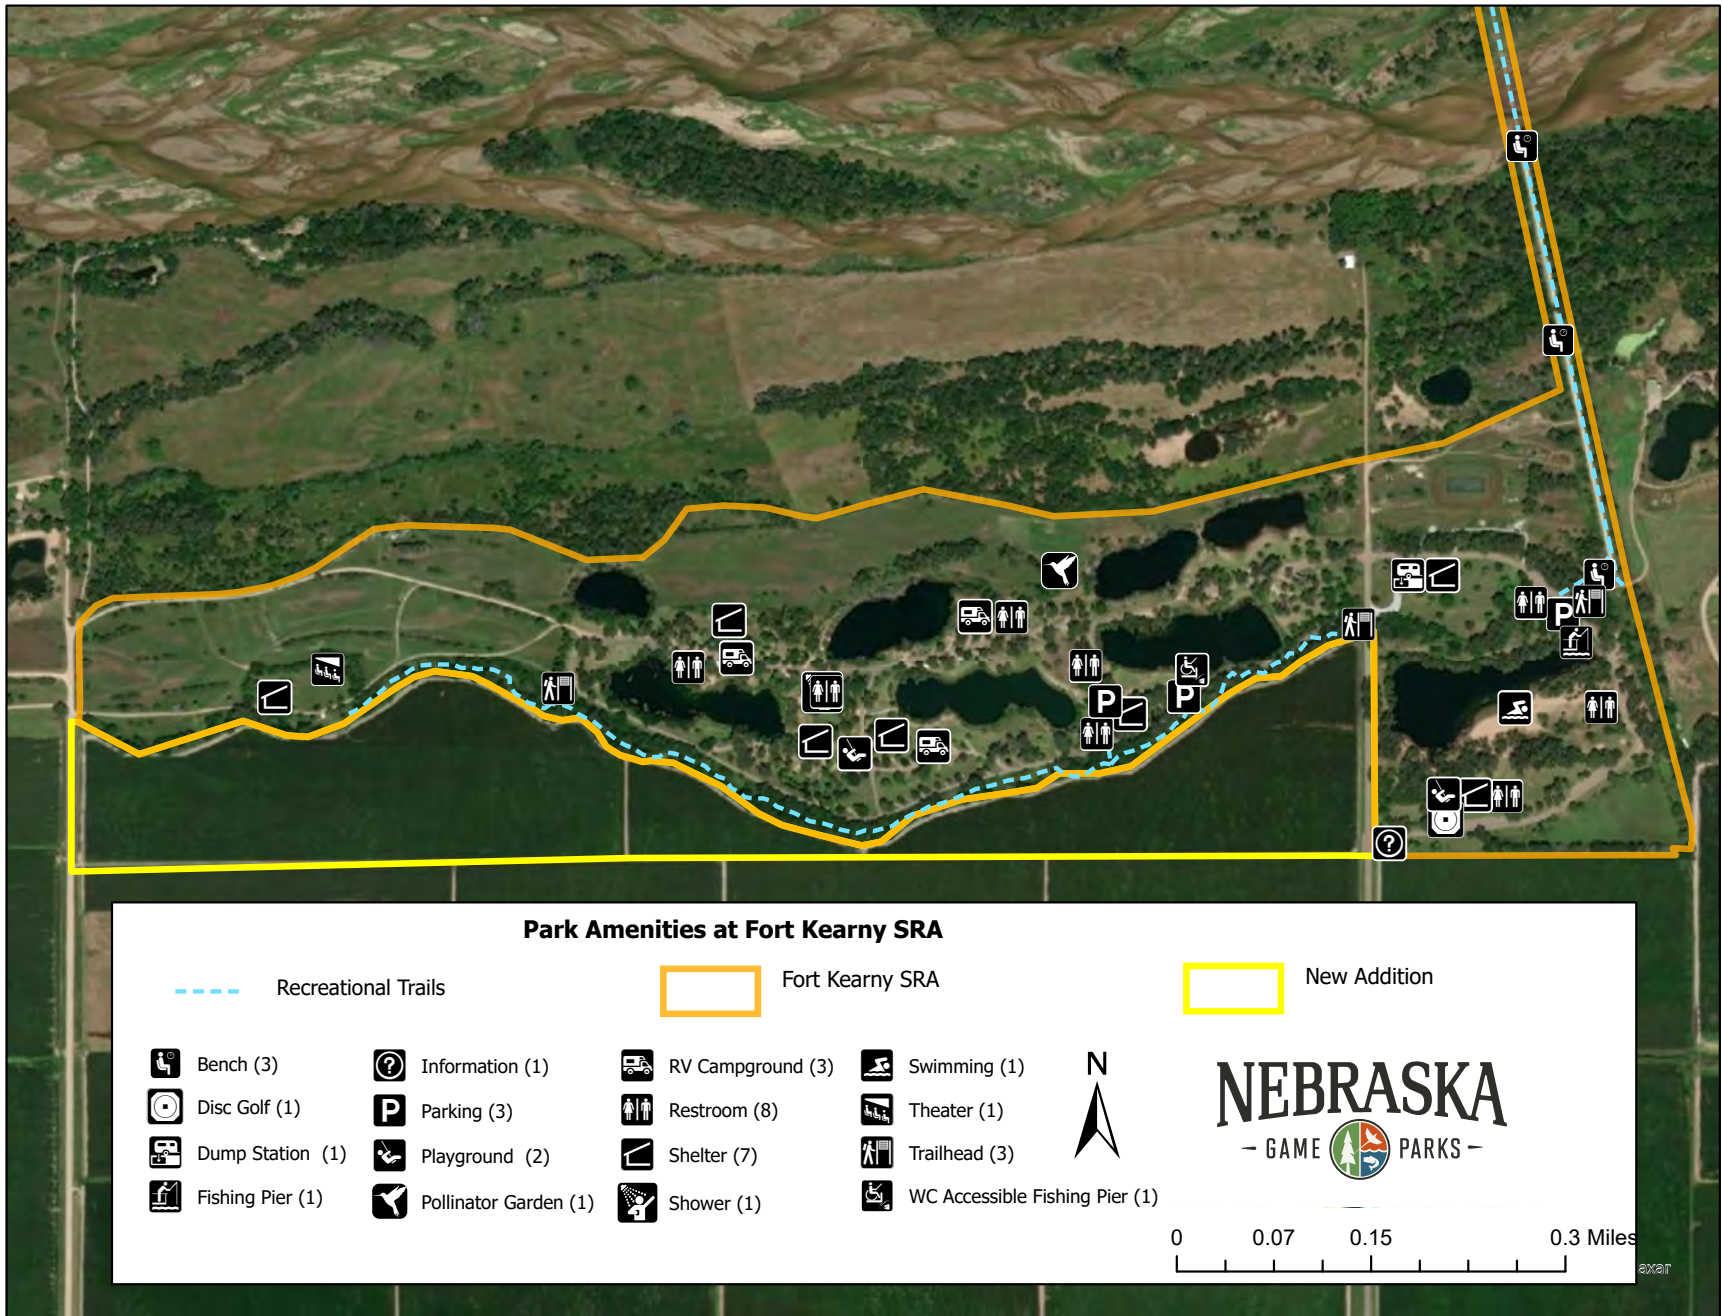 P
P
P
?
Park Amenities at Fort Kearny SRA
Recreational Trails
Fort Kearny SRA
New Addition
Bench (3)
? Information (1)
RV Campground (3)
Swimming (1)
N
Disc Golf (1)
P Parking (3)
Restroom (8)
Theater (1)
Dump Station (1)
Playground (2)
Shelter (7)
Trailhead (3)
Fishing Pier (1)
Pollinator Garden (1)
Shower (1)
WC Accessible Fishing Pier (1)
NEBRASKA
- GAME PARKS -
0 0.07 0.15 0.3 Miles
axar